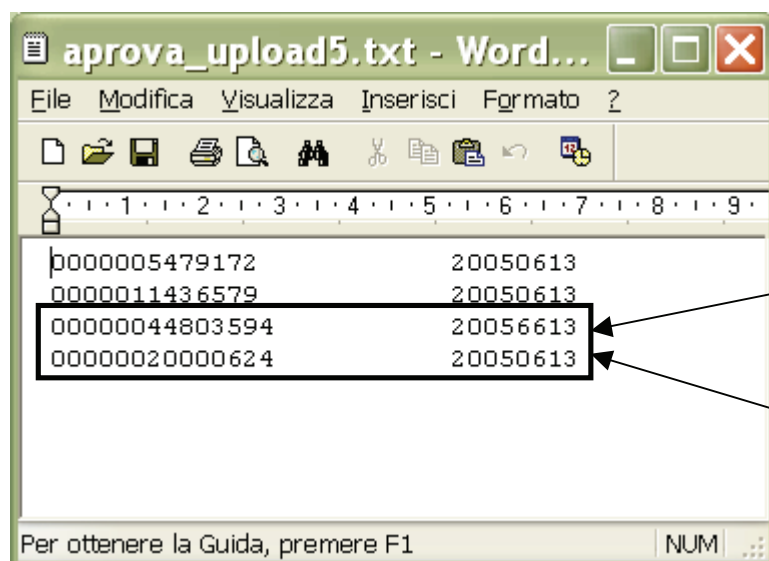 aprova_upload5.txt - Word...
File Modifica Visualizza Inserisci Formato ?
1 2 3 4 5 6 7 8 9
0000005479172 20050613
0000011436579 20050613
00000044803594 20056613
00000020000624 20050613
Per ottenere la Guida, premere F1 NUM